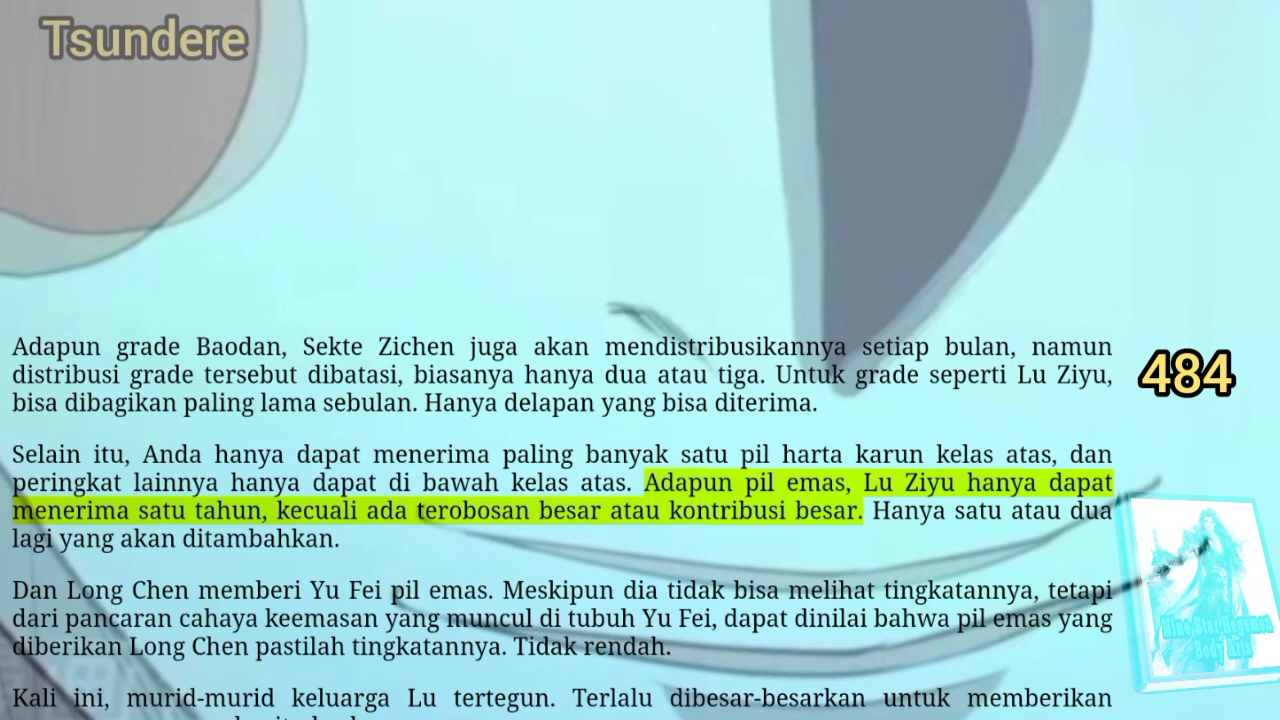 Tsundere
Adapun grade Baodan, Sekte Zichen juga akan mendistribusikannya setiap bulan, namun
distribusi grade tersebut dibatasi, biasanya hanya dua atau tiga. Untuk grade seperti Lu Ziyu,
bisa dibagikan paling lama sebulan. Hanya delapan yang bisa diterima.
484
Selain itu, Anda hanya dapat menerima paling banyak satu pil harta karun kelas atas, dan
peringkat lainnya hanya dapat di bawah kelas atas. Adapun pil emas, Lu Ziyu hanya dapat
menerima satu tahun, kecuali ada terobosan besar atau kontribusi besar. Hanya satu atau dua
lagi yang akan ditambahkan.
Dan Long Chen memberi Yu Fei pil emas. Meskipun dia tidak bisa melihat tingkatannya, tetapi
dari pancaran cahaya keemasan yang muncul di tubuh Yu Fei, dapat dinilai bahwa pil emas yang
diberikan Long Chen pastilah tingkatannya. Tidak rendah.
Nine Star Hegemon
Body Arts
Kali ini, murid-murid keluarga Lu tertegun. Terlalu dibesar-besarkan untuk memberikan